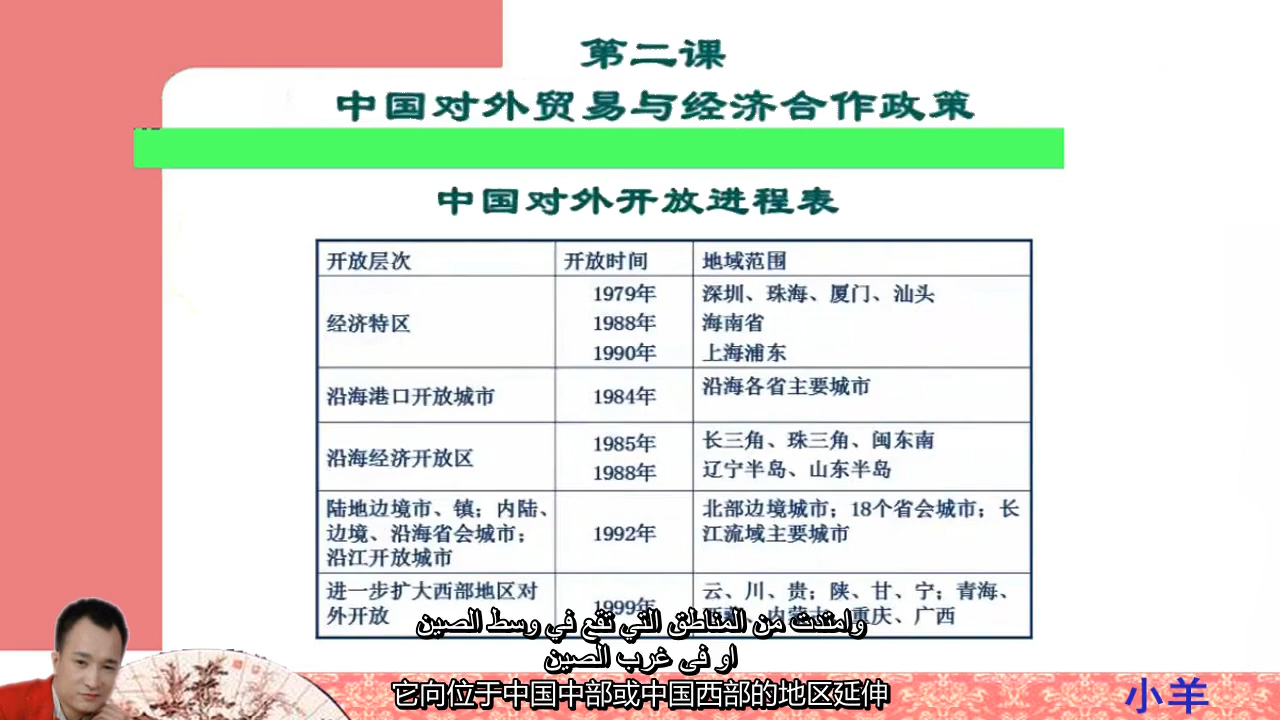 第二课
中国对外贸易与经济合作政策
中国对外开放进程表
开放层次 开放时间 地域范围
经济特区
1979年 深圳、珠海、厦门、汕头
1988年 海南省
1990年 上海浦东
沿海港口开放城市 1984年 沿海各省主要城市
沿海经济开放区
1985年 长三角、珠三角、闽东南
1988年 辽宁半岛、山东半岛
陆地边境市、镇；内陆、
边境、沿海省会城市；
沿江开放城市
1992年
北部边境城市；18个省会城市；长
江流域主要城市
进一步扩大西部地区对
外开放
1999年
云、川、贵；陕、甘、宁；青海、
重庆、广西
وامتدت من المناطق التي تقع في وسط الصين
او في غرب الصين
它向位于中国中部或中国西部的地区延伸
小羊